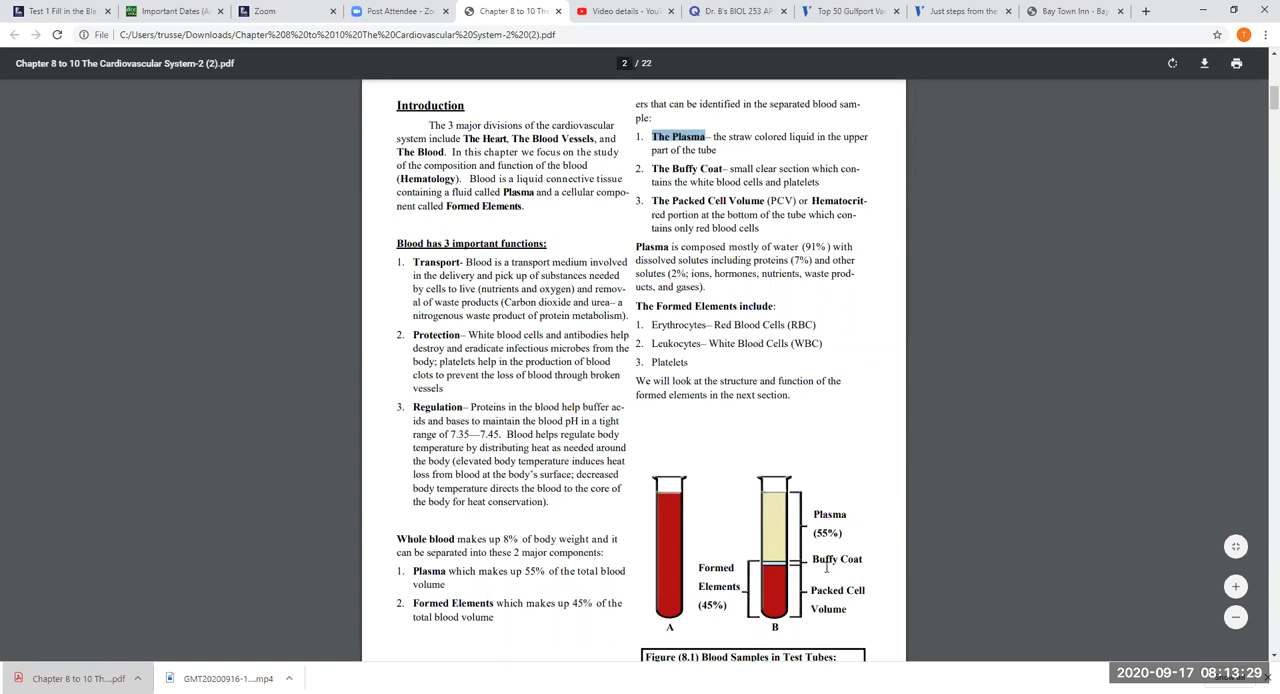 Test 1 Fill in the Bla
Important Dates (A
Zoom
Post Attendee - Zo
Chapter 8 to 10 Th
Video details - You
Dr. B's BIOL 253 AP
Top 50 Gulfport Va
Just steps from the
Bay Town Inn - Bay
File
C:/Users/trusse/Downloads/Chapter%208%20to%2010%20The%20Cardiovascular%20System-2%20(2).pdf
T
Chapter 8 to 10 The Cardiovascular System-2 (2).pdf
2 / 22
Introduction
The 3 major divisions of the cardiovascular
system include The Heart, The Blood Vessels, and
The Blood. In this chapter we focus on the study
of the composition and function of the blood
(Hematology). Blood is a liquid connective tissue
containing a fluid called Plasma and a cellular compo-
nent called Formed Elements.
Blood has 3 important functions:
1. Transport- Blood is a transport medium involved
in the delivery and pick up of substances needed
by cells to live (nutrients and oxygen) and remov-
al of waste products (Carbon dioxide and urea– a
nitrogenous waste product of protein metabolism).
2. Protection– White blood cells and antibodies help
destroy and eradicate infectious microbes from the
body; platelets help in the production of blood
clots to prevent the loss of blood through broken
vessels
3. Regulation– Proteins in the blood help buffer ac-
ids and bases to maintain the blood pH in a tight
range of 7.35—7.45. Blood helps regulate body
temperature by distributing heat as needed around
the body (elevated body temperature induces heat
loss from blood at the body's surface; decreased
body temperature directs the blood to the core of
the body for heat conservation).
Whole blood makes up 8% of body weight and it
can be separated into these 2 major components:
1. Plasma which makes up 55% of the total blood
volume
2. Formed Elements which makes up 45% of the
total blood volume
ers that can be identified in the separated blood sam-
ple:
1. The Plasma– the straw colored liquid in the upper
part of the tube
2. The Buffy Coat– small clear section which con-
tains the white blood cells and platelets
3. The Packed Cell Volume (PCV) or Hematocrit-
red portion at the bottom of the tube which con-
tains only red blood cells
Plasma is composed mostly of water (91%) with
dissolved solutes including proteins (7%) and other
solutes (2%; ions, hormones, nutrients, waste prod-
ucts, and gases).
The Formed Elements include:
1. Erythrocytes– Red Blood Cells (RBC)
2. Leukocytes– White Blood Cells (WBC)
3. Platelets
We will look at the structure and function of the
formed elements in the next section.
Plasma
(55%)
Buffy Coat
Formed
Elements
(45%)
Packed Cell
Volume
A
B
Figure (8.1) Blood Samples in Test Tubes:
Chapter 8 to 10 Th....pdf
GMT20200916-1....mp4
2020-09-17 08:13:29